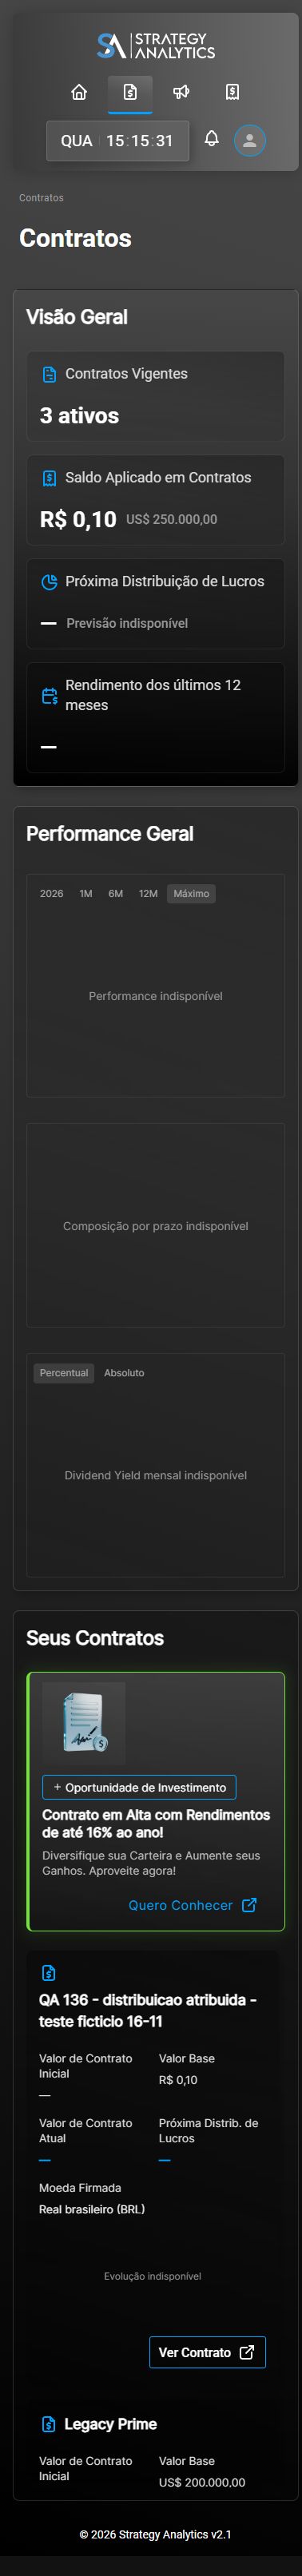 STRATEGY
ANALYTICS
QUA 15:15:31
Contratos
Contratos
Visão Geral
Contratos Vigentes
3 ativos
Saldo Aplicado em Contratos
R$ 0,10 US$ 250.000,00
Próxima Distribuição de Lucros
— Previsão indisponível
Rendimento dos últimos 12
meses
—
Performance Geral
2026 1M 6M 12M Máximo
Performance indisponível
Composição por prazo indisponível
Percentual Absoluto
Dividend Yield mensal indisponível
Seus Contratos
+ Oportunidade de Investimento
Contrato em Alta com Rendimentos
de até 16% ao ano!
Diversifique sua Carteira e Aumente seus
Ganhos. Aproveite agora!
Quero Conhecer
QA 136 - distribuicao atribuida -
teste ficticio 16-11
Valor de Contrato
Inicial
—
Valor Base
R$ 0,10
Valor de Contrato
Atual
—
Próxima Distrib. de
Lucros
—
Moeda Firmada
Real brasileiro (BRL)
Evolução indisponível
Ver Contrato
Legacy Prime
Valor de Contrato
Inicial
Valor Base
US$ 200.000,00
© 2026 Strategy Analytics v2.1